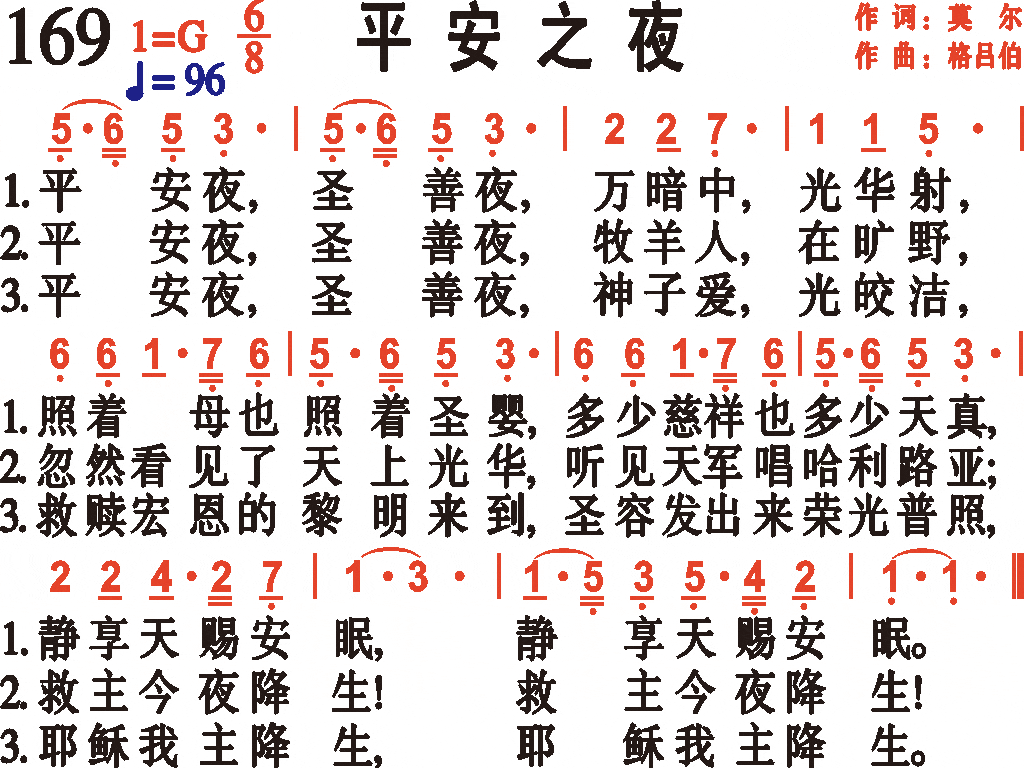 169 1=G 6/8 平安之夜 作词：莫 尔
♩=96 作曲：格吕伯
5·6 5 3· | 5·6 5 3· | 2 2 7· | 1 1 5· |
1.平 安夜，圣 善夜，万暗中，光华射，
2.平 安夜，圣 善夜，牧羊人，在旷野，
3.平 安夜，圣 善夜，神子爱，光皎洁，
6 6 1·7 6 | 5·6 5 3· | 6 6 1·7 6 | 5·6 5 3· |
1.照着 母也照着圣婴，多少慈祥也多少天真，
2.忽然看见了天上光华，听见天军唱哈利路亚；
3.救赎宏恩的黎明来到，圣容发出来荣光普照，
2 2 4·2 7 | 1·3· | 1·5 3 5·4 2 | 1·1· ‖
1.静享天赐安眠，静 享天赐安眠。
2.救主今夜降生！救 主今夜降生！
3.耶稣我主降生，耶 稣我主降生。